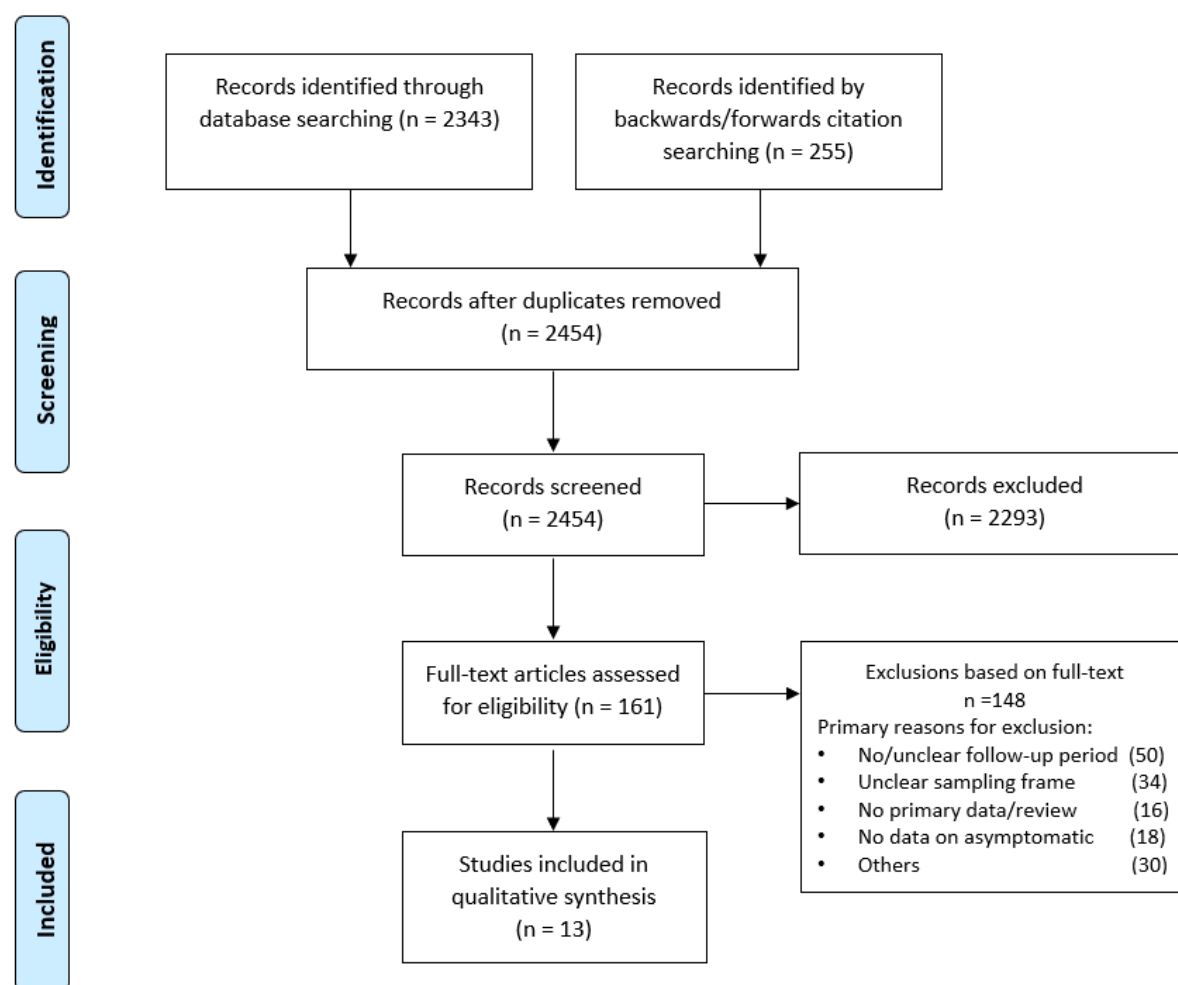 Identification
Records identified through
database searching (n = 2343)
Records identified by
backwards/forwards citation
searching (n = 255)
Screening
Records after duplicates removed
(n = 2454)
Records screened
(n = 2454)
Records excluded
(n = 2293)
Eligibility
Full-text articles assessed
for eligibility (n = 161)
Exclusions based on full-text
n =148
Primary reasons for exclusion:
• No/unclear follow-up period (50)
• Unclear sampling frame (34)
• No primary data/review (16)
• No data on asymptomatic (18)
• Others (30)
Included
Studies included in
qualitative synthesis
(n = 13)